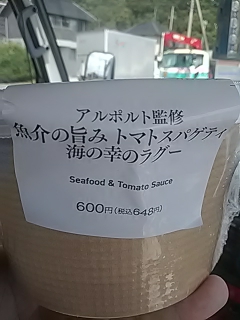 アルポルト監修
魚介の旨み トマトスパゲティ
海の幸のラグー
Seafood & Tomato Sauce
600円(税込648円)